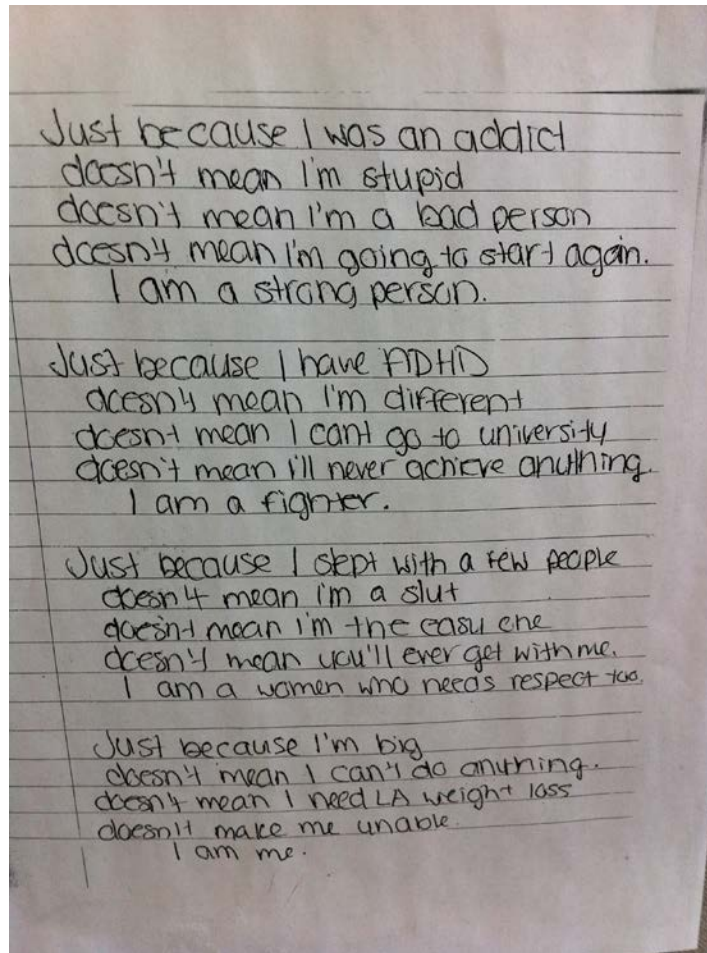 Just because I was an addict
doesn't mean I'm stupid
doesn't mean I'm a bad person
doesn't mean I'm going to start again.
I am a strong person.
Just because I have ADHD
doesn't mean I'm different
doesn't mean I can't go to university
doesn't mean i'll never achieve anything.
I am a fighter.
Just because I slept with a few people
doesn't mean i'm a slut
doesn't mean i'm the easy one
doesn't mean you'll ever get with me.
I am a women who needs respect too.
Just because I'm big
doesn't mean I can't do anything.
doesn't mean I need LA weight loss
doesn't make me unable.
I am me.